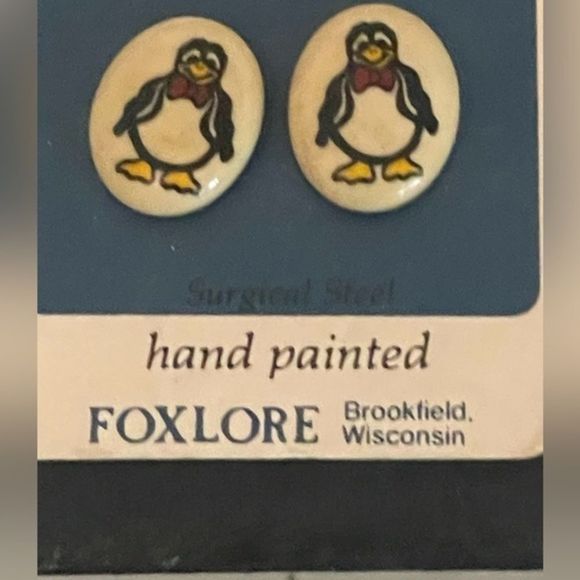 Surgical Steel
hand painted
FOXLORE
Brookfield,
Wisconsin